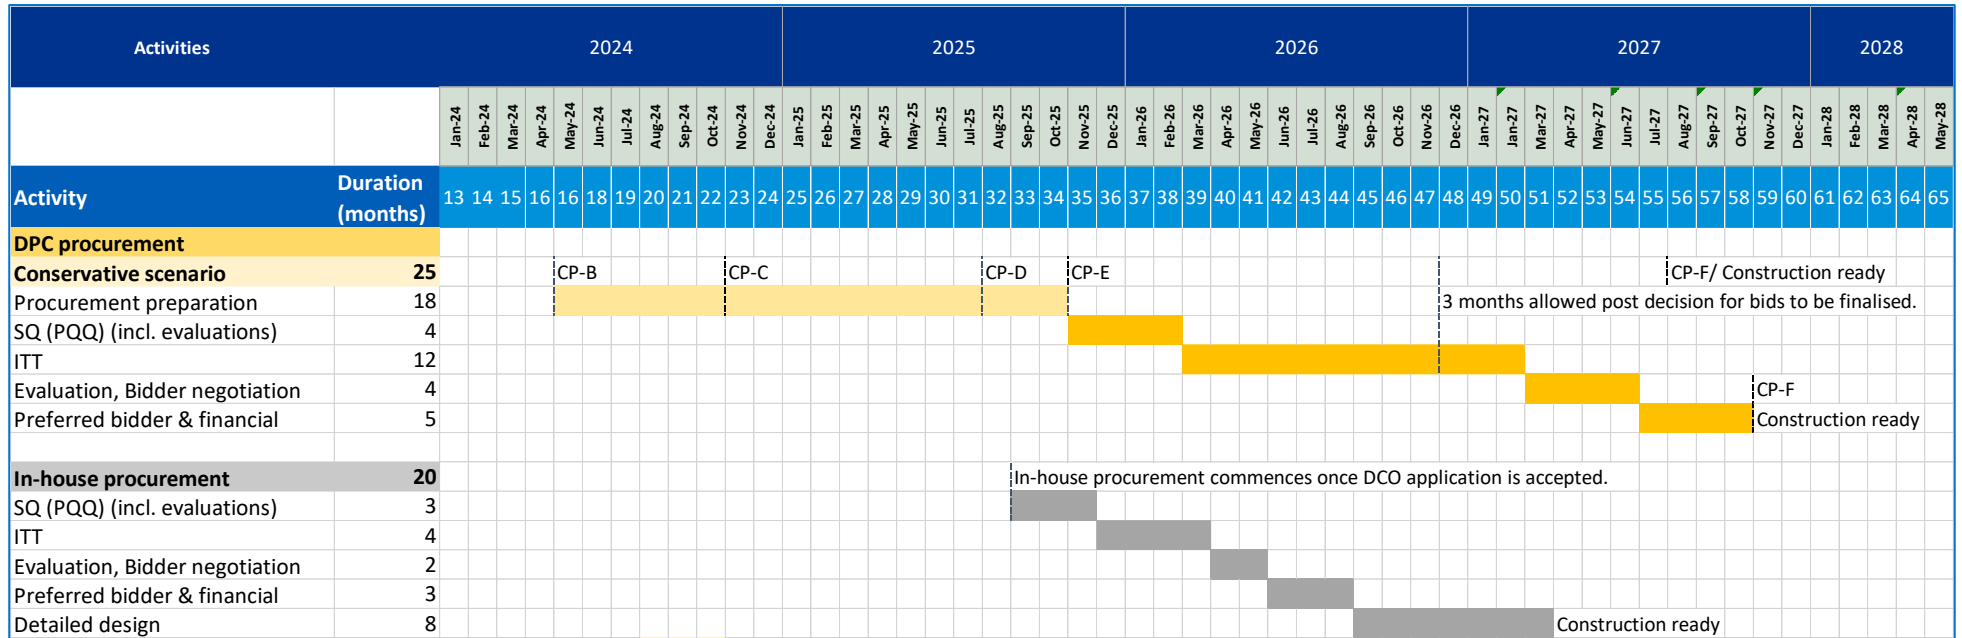 Activities 2024 2025 2026 2027 2028
Jan-24 Feb-24 Mar-24 Apr-24 May-24 Jun-24 Jul-24 Aug-24 Sep-24 Oct-24 Nov-24 Dec-24 Jan-25 Feb-25 Mar-25 Apr-25 May-25 Jun-25 Jul-25 Aug-25 Sep-25 Oct-25 Nov-25 Dec-25 Jan-26 Feb-26 Mar-26 Apr-26 May-26 Jun-26 Jul-26 Aug-26 Sep-26 Oct-26 Nov-26 Dec-26 Jan-27 Jan-27 Mar-27 Apr-27 May-27 Jun-27 Jul-27 Aug-27 Sep-27 Oct-27 Nov-27 Dec-27 Jan-28 Feb-28 Mar-28 Apr-28 May-28
Activity Duration (months) 13 14 15 16 16 18 19 20 21 22 23 24 25 26 27 28 29 30 31 32 33 34 35 36 37 38 39 40 41 42 43 44 45 46 47 48 49 50 51 52 53 54 55 56 57 58 59 60 61 62 63 64 65
DPC procurement
Conservative scenario 25 CP-B CP-C CP-D CP-E CP-F/ Construction ready
Procurement preparation 18 3 months allowed post decision for bids to be finalised.
SQ (PQQ) (incl. evaluations) 4
ITT 12
Evaluation, Bidder negotiation 4 CP-F
Preferred bidder & financial 5 Construction ready
In-house procurement 20 In-house procurement commences once DCO application is accepted.
SQ (PQQ) (incl. evaluations) 3
ITT 4
Evaluation, Bidder negotiation 2
Preferred bidder & financial 3
Detailed design 8 Construction ready